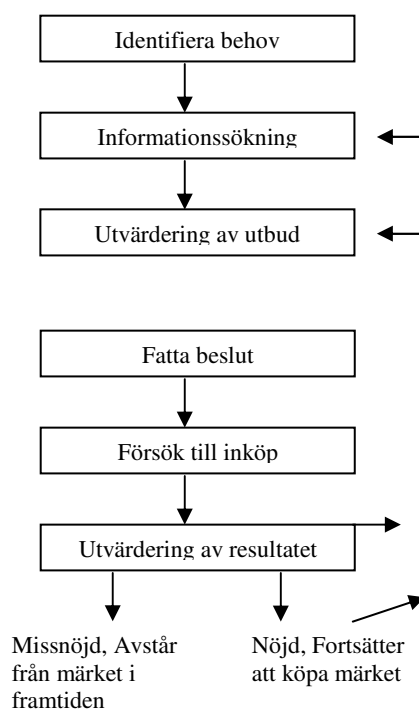 Identifiera behov
Informationssökning
Utvärdering av utbud
Fatta beslut
Försök till inköp
Utvärdering av resultatet
Missnöjd, Avstår
från märket i
framtiden
Nöjd, Fortsätter
att köpa märket